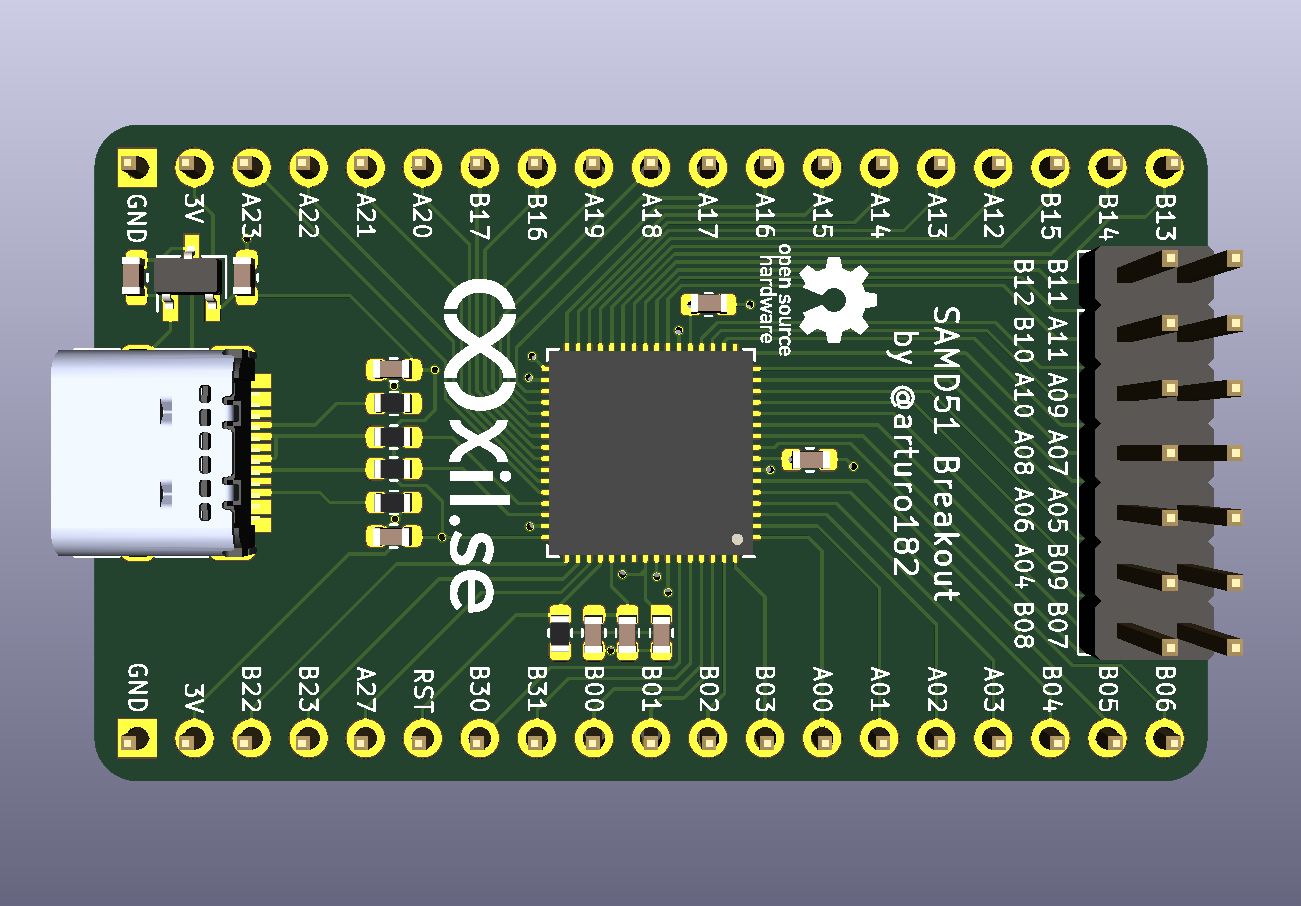 GND 3V A23 A22 A21 A20 B17 B16 A19 A18 A17 A16 A15 A14 A13 A12 B15 B14 B13
open source
hardware
xil.se
SAMD51 Breakout
by @arturo182
B11 A11 A09 A07 A05 B09 B07
B12 B10 A10 A08 A06 A04 B08
GND 3V B22 B23 A27 RST B30 B31 B00 B01 B02 B03 A00 A01 A02 A03 B04 B05 B06